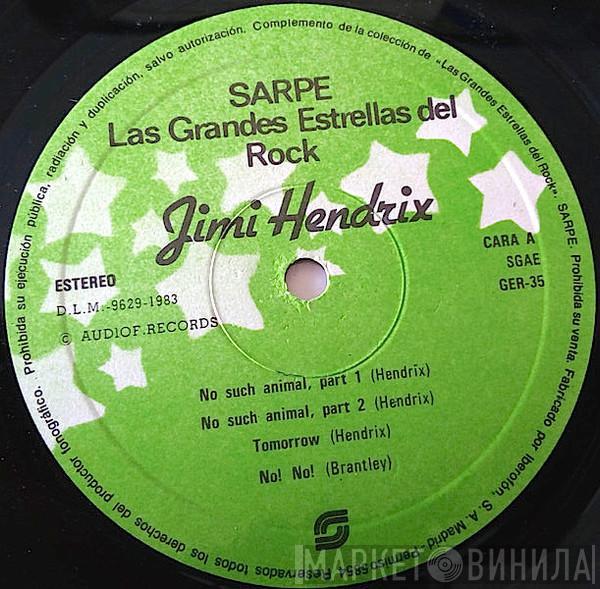 Prohibida su ejecución pública, radiación y duplicación, salvo autorización. Complemento de la colección de «Las Grandes Estrellas del Rock». SARPE. Prohibida su venta. Fabricado por Iberofón, S. A. Madrid Permiso 5854. Reservados todos los derechos del productor fonográfico.
SARPE
Las Grandes Estrellas del
Rock
Jimi Hendrix
ESTEREO
D.L.M.-9629-1983
© AUDIOF.RECORDS
CARA A
SGAE
GER-35
No such animal, part 1 (Hendrix)
No such animal, part 2 (Hendrix)
Tomorrow (Hendrix)
No! No! (Brantley)
МАРКЕТ ВИНИЛА